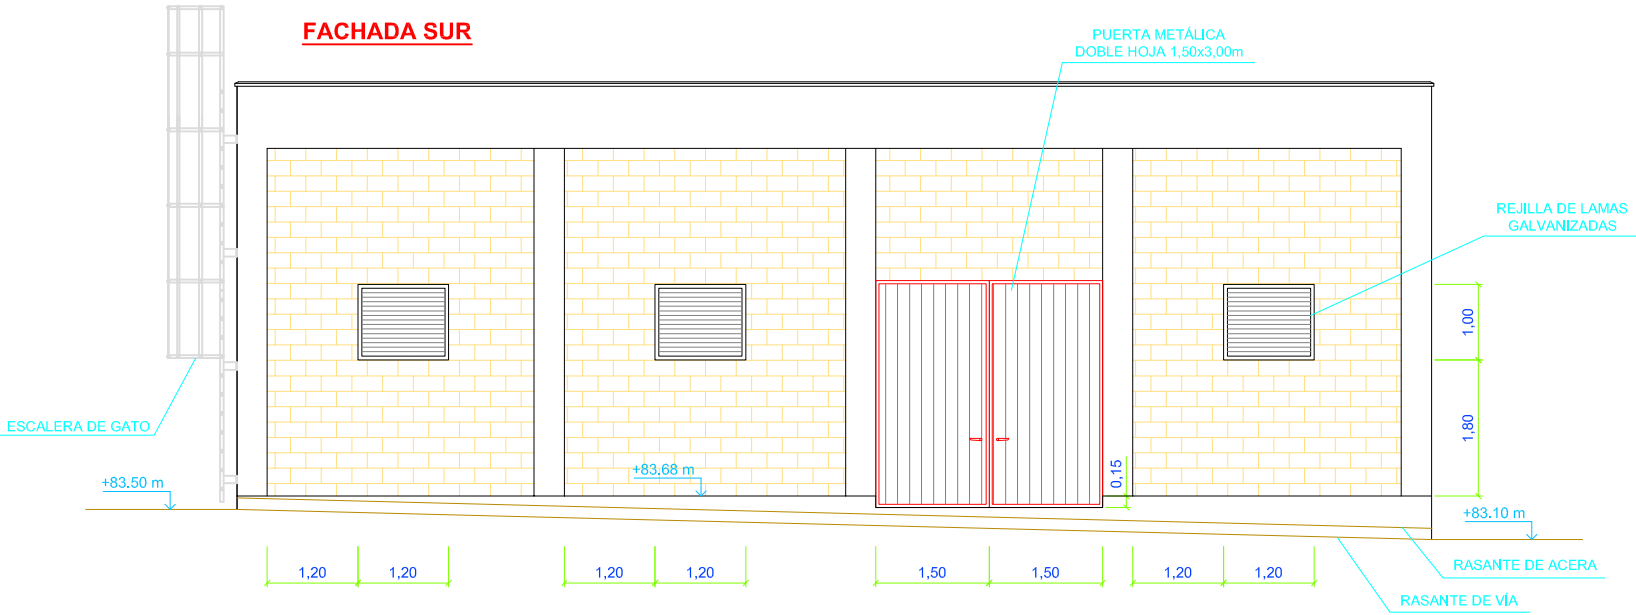 FACHADA SUR
PUERTA METÁLICA
DOBLE HOJA 1,50x3,00m
REJILLA DE LAMAS
GALVANIZADAS
1,00
ESCALERA DE GATO
1,80
+83.68 m
0,15
+83.50 m
+83.10 m
1,20
1,20
1,20
1,20
1,50
1,50
1,20
1,20
RASANTE DE ACERA
RASANTE DE VÍA